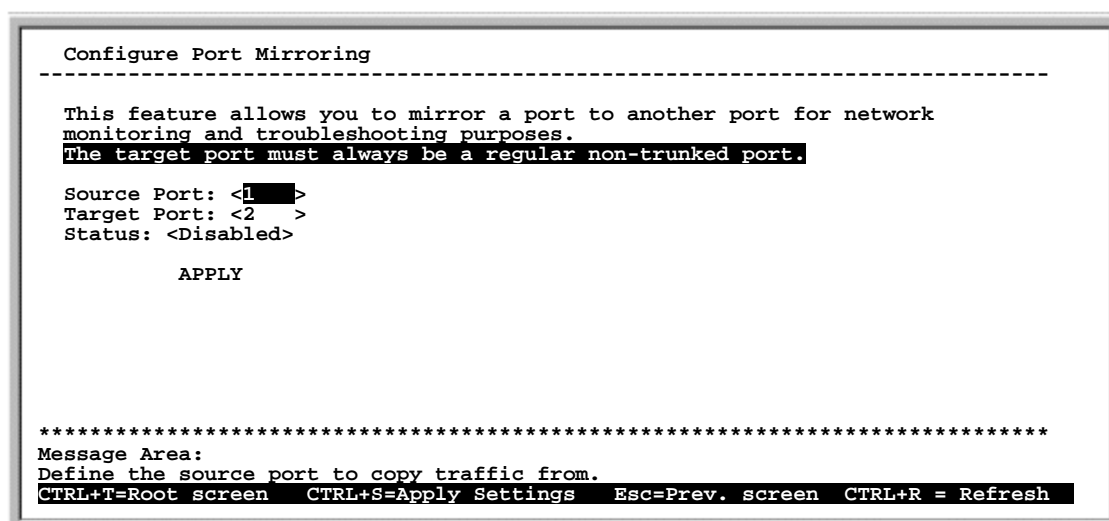 Configure Port Mirroring
-------------------------------------------------------------------------------
This feature allows you to mirror a port to another port for network
monitoring and troubleshooting purposes.
The target port must always be a regular non-trunked port.
Source Port: <1   >
Target Port: <2   >
Status: <Disabled>
APPLY
*******************************************************************************
Message Area:
Define the source port to copy traffic from.
CTRL+T=Root screen   CTRL+S=Apply Settings   Esc=Prev. screen  CTRL+R = Refresh